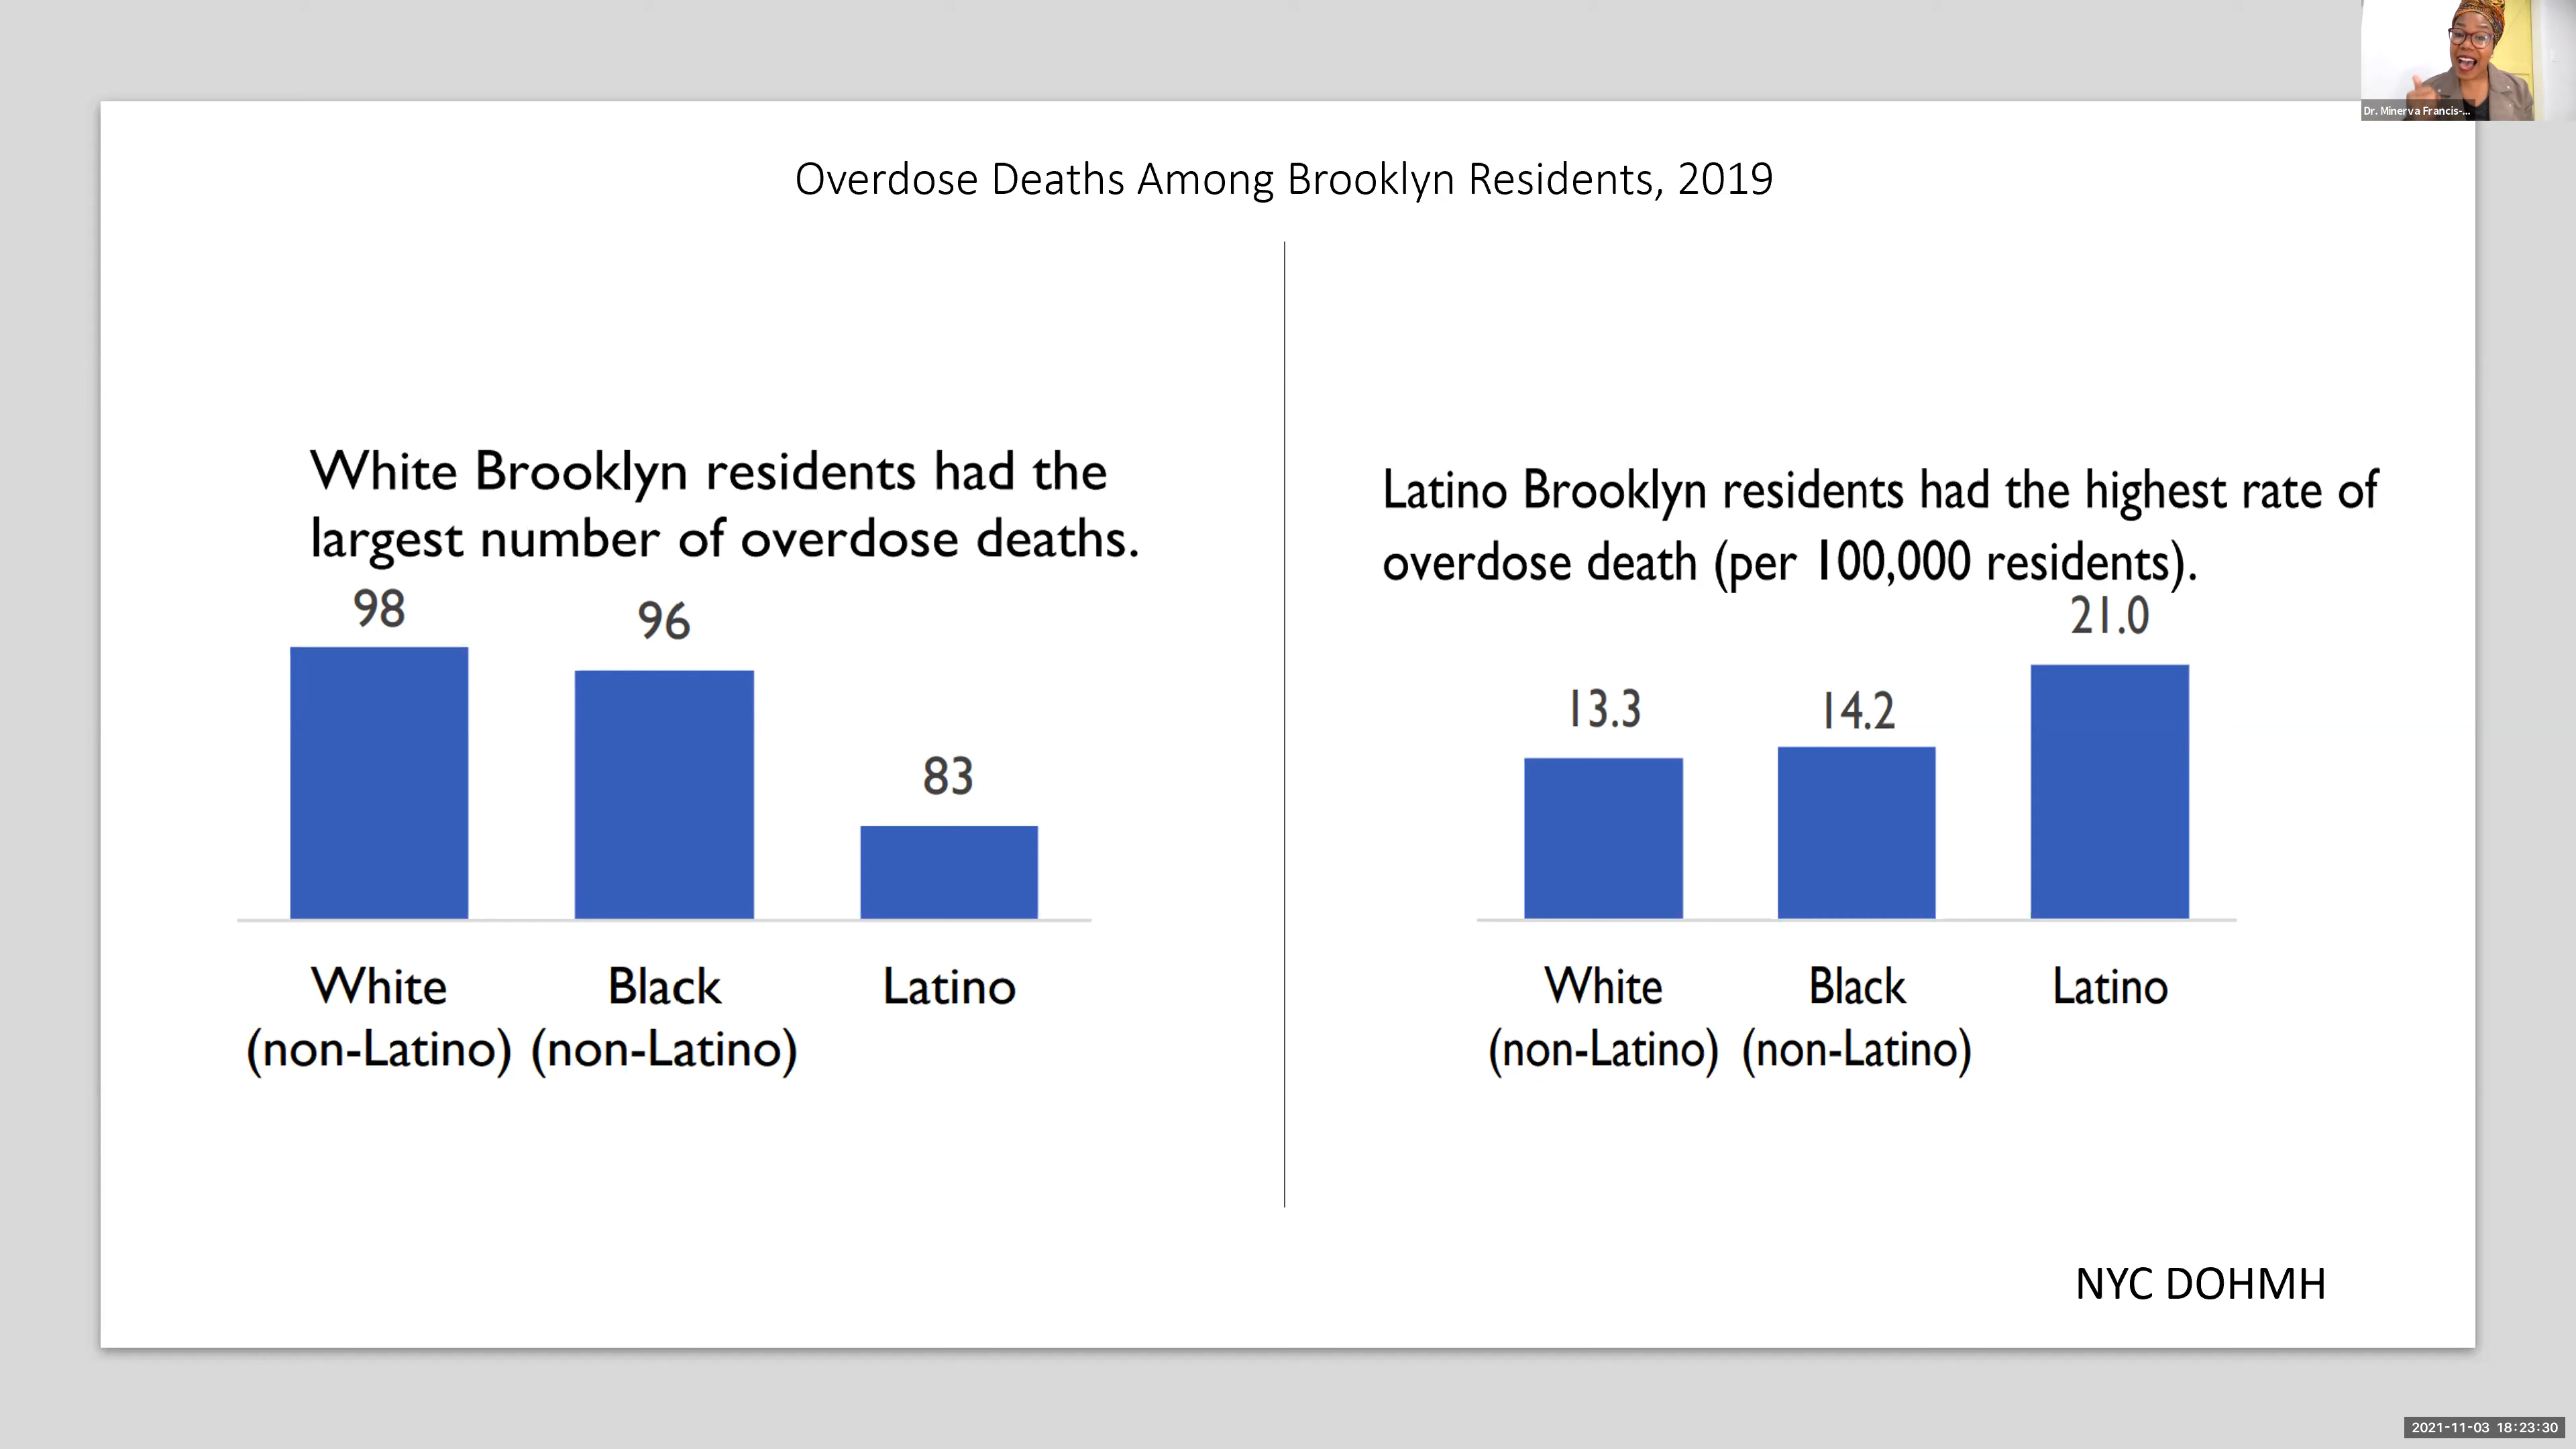 Dr. Minerva Francis-...
Overdose Deaths Among Brooklyn Residents, 2019
White Brooklyn residents had the
largest number of overdose deaths.
98
96
83
White
(non-Latino)
Black
(non-Latino)
Latino
Latino Brooklyn residents had the highest rate of
overdose death (per 100,000 residents).
13.3
14.2
21.0
White
(non-Latino)
Black
(non-Latino)
Latino
NYC DOHMH
2021-11-03 18:23:30